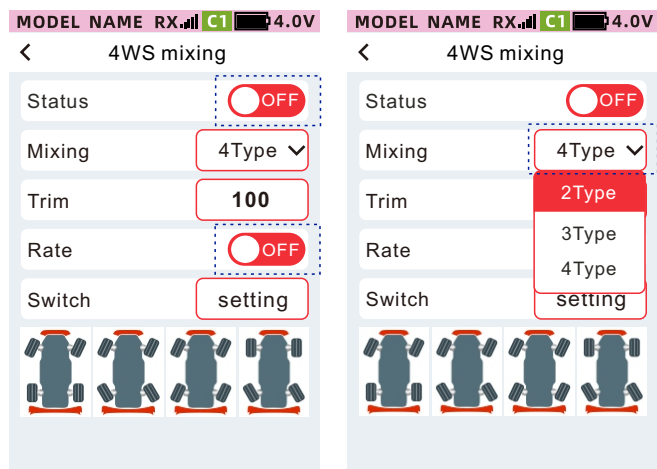 MODEL NAME RX C1 4.0V
4WS mixing
Status OFF
Mixing 4Type
Trim 100
Rate OFF
Switch setting
MODEL NAME RX C1 4.0V
4WS mixing
Status OFF
Mixing 4Type
Trim 2Type
3Type
Rate
4Type
Switch setting